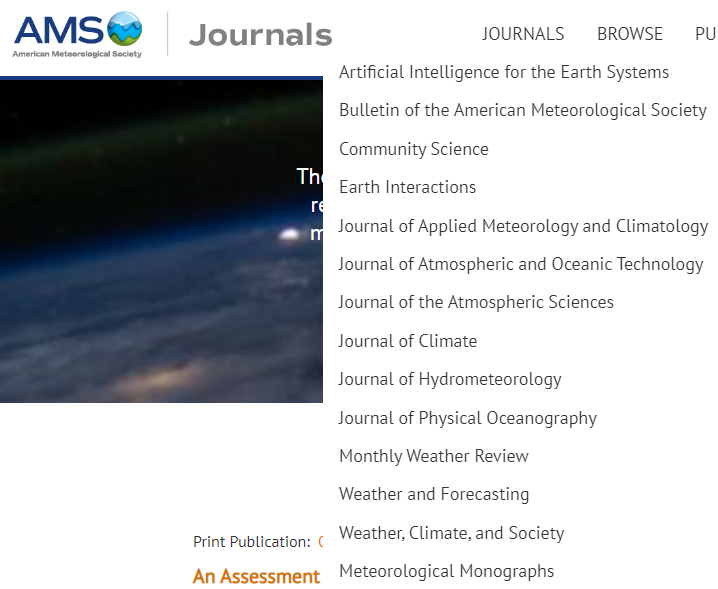 AMS
American Meteorological Society
Journals
JOURNALS BROWSE PU
Artificial Intelligence for the Earth Systems
Bulletin of the American Meteorological Society
Community Science
Earth Interactions
Journal of Applied Meteorology and Climatology
Journal of Atmospheric and Oceanic Technology
Journal of the Atmospheric Sciences
Journal of Climate
Journal of Hydrometeorology
Journal of Physical Oceanography
Monthly Weather Review
Weather and Forecasting
Weather, Climate, and Society
Meteorological Monographs
The
re
m
Print Publication:
An Assessment